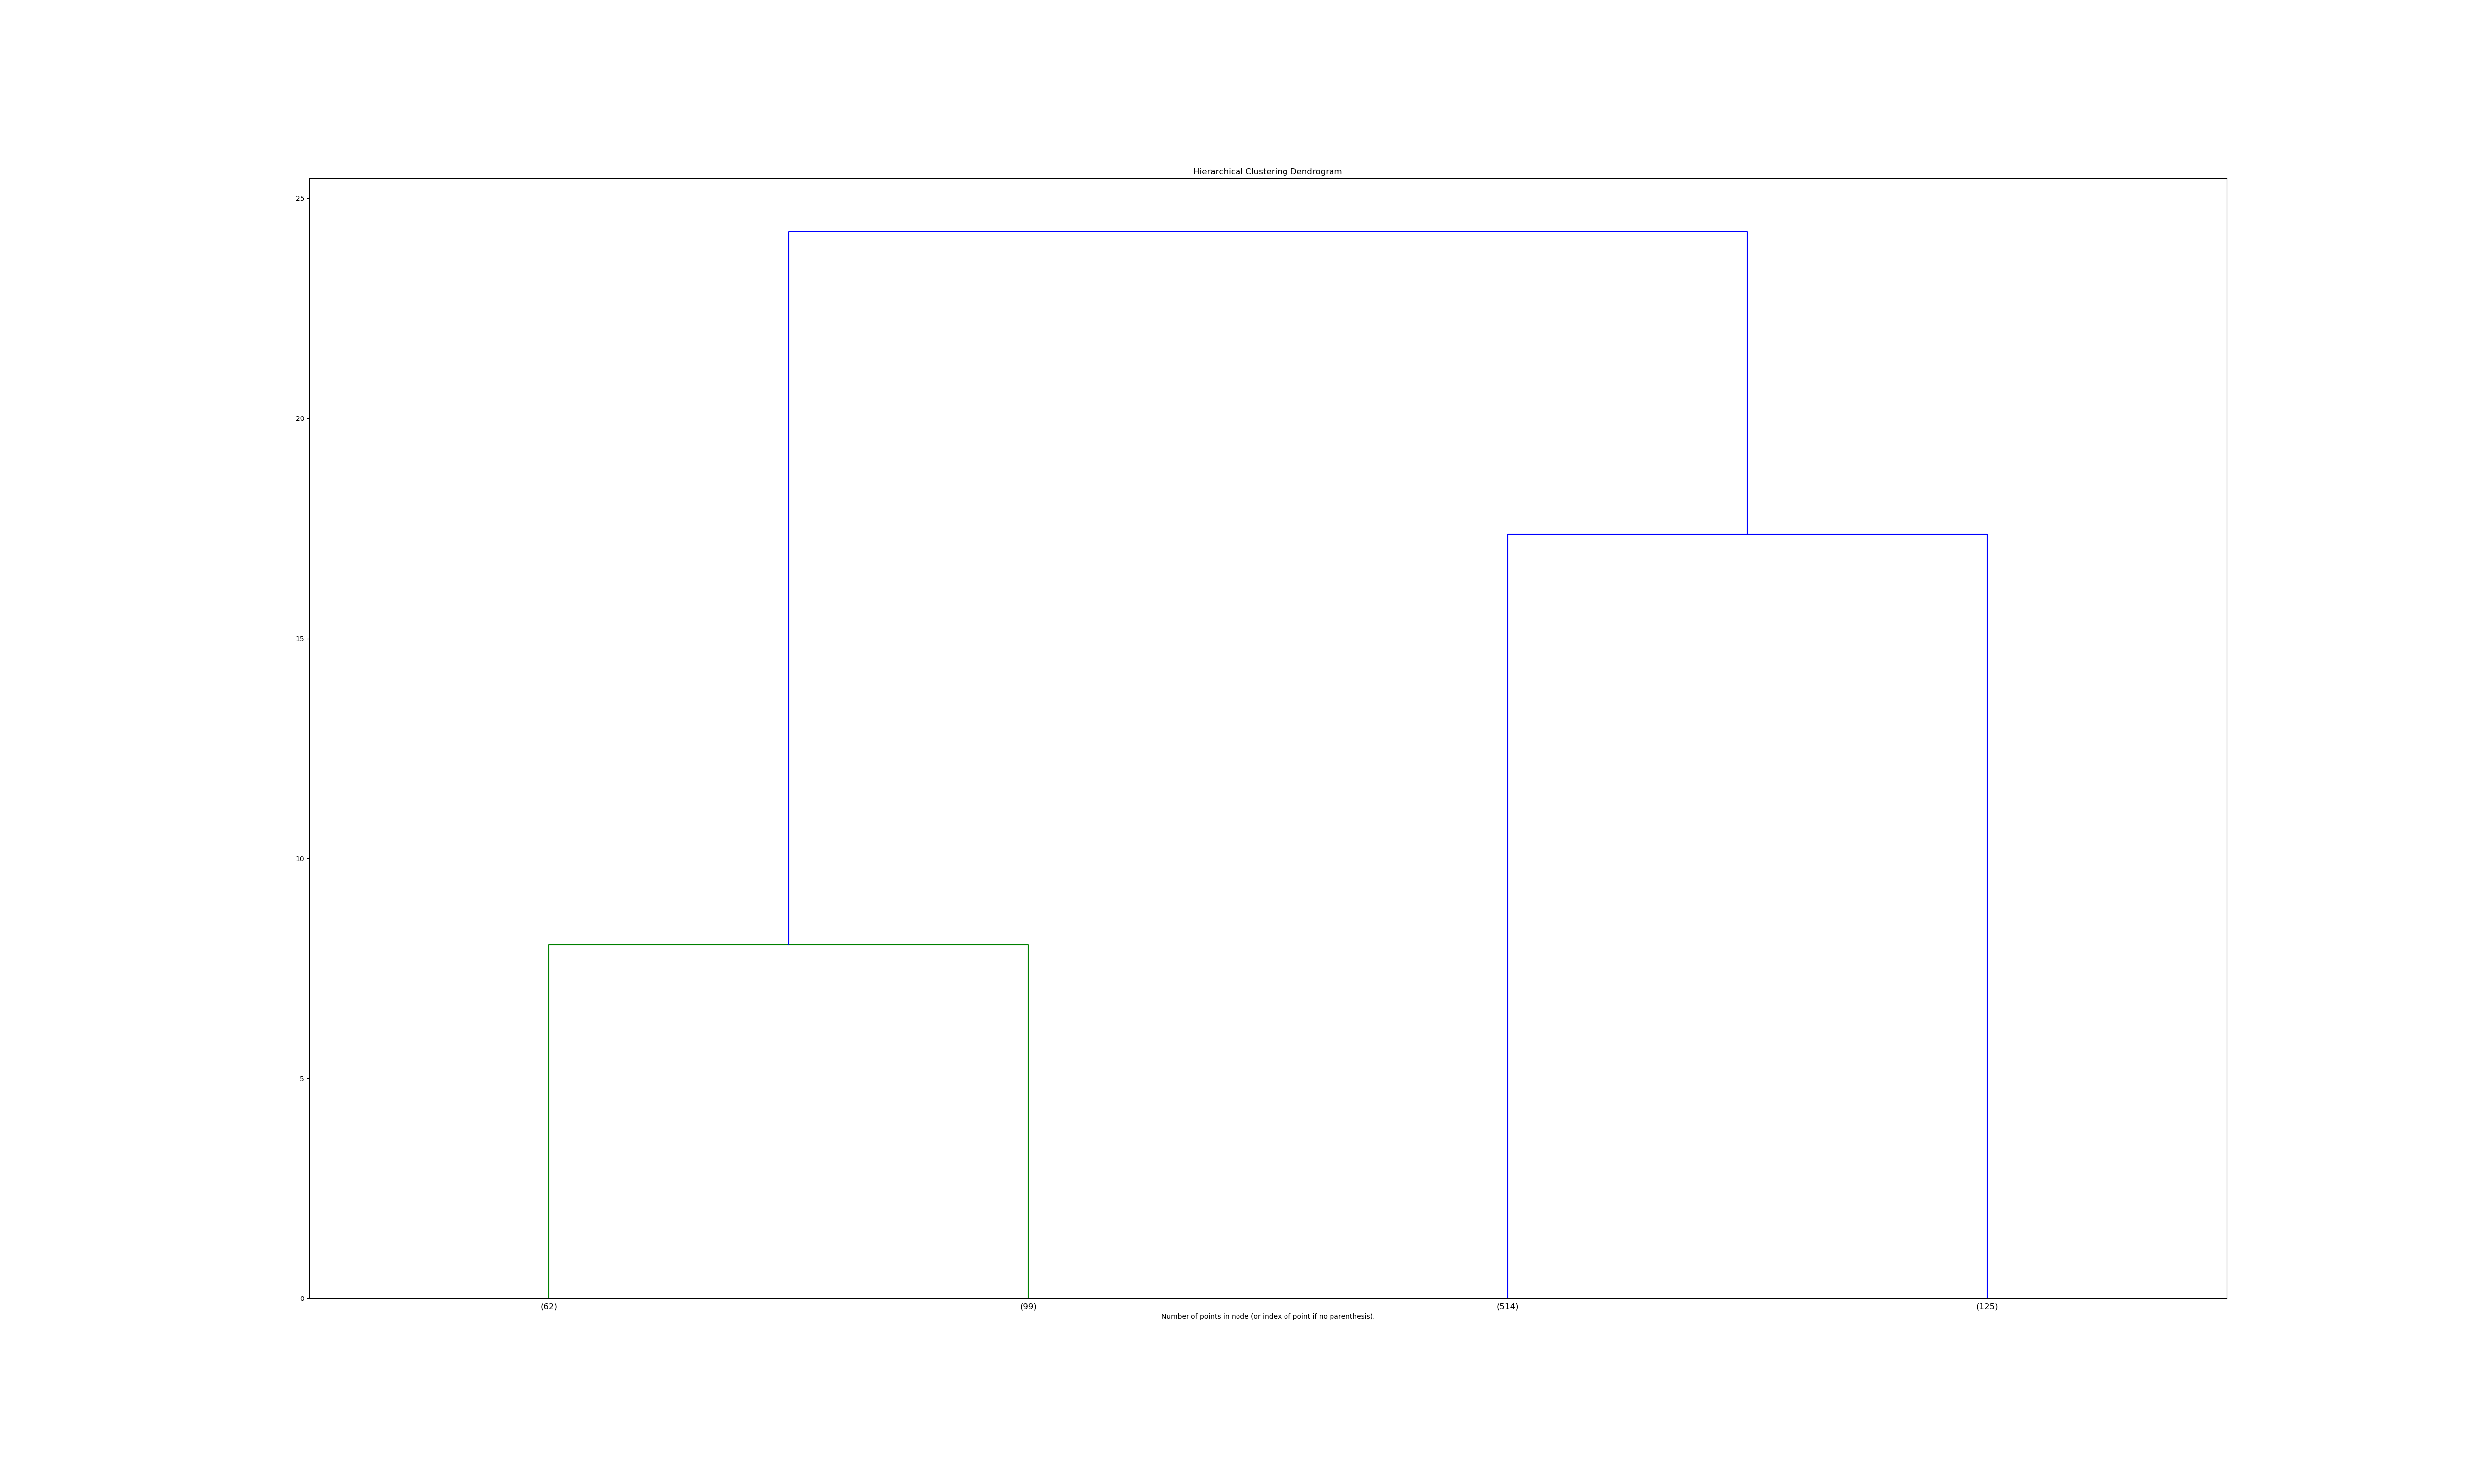 Hierarchical Clustering Dendrogram
25
20
15
10
5
0
(62) (99) (514) (125)
Number of points in node (or index of point if no parenthesis).